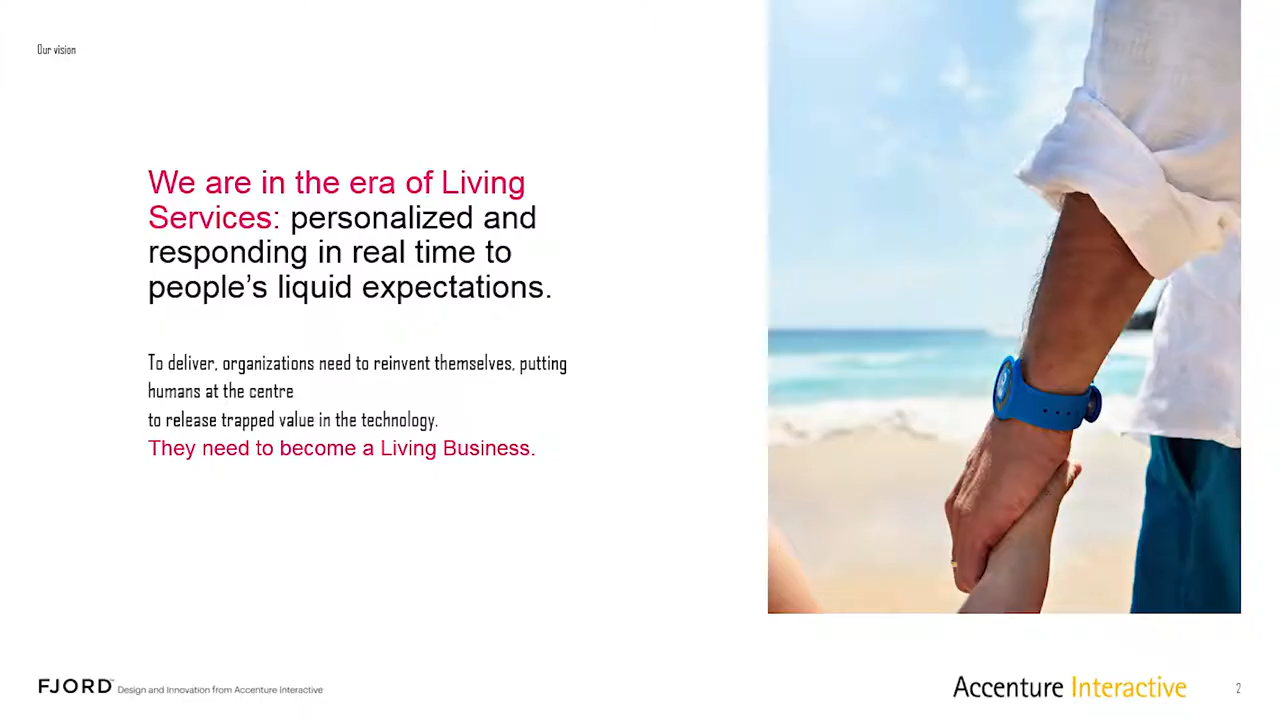 Our vision
We are in the era of Living
Services: personalized and
responding in real time to
people's liquid expectations.
To deliver, organizations need to reinvent themselves, putting
humans at the centre
to release trapped value in the technology.
They need to become a Living Business.
FJORD Design and Innovation from Accenture Interactive
Accenture Interactive
2